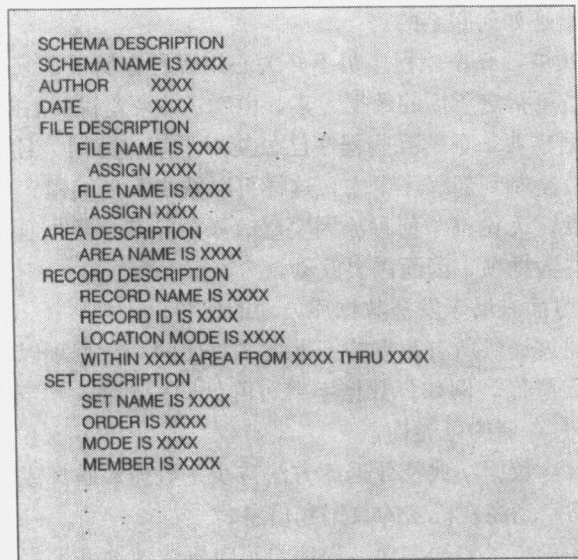 SCHEMA DESCRIPTION
SCHEMA NAME IS XXXX
AUTHOR XXXX
DATE XXXX
FILE DESCRIPTION
FILE NAME IS XXXX
ASSIGN XXXX
FILE NAME IS XXXX
ASSIGN XXXX
AREA DESCRIPTION
AREA NAME IS XXXX
RECORD DESCRIPTION
RECORD NAME IS XXXX
RECORD ID IS XXXX
LOCATION MODE IS XXXX
WITHIN XXXX AREA FROM XXXX THRU XXXX
SET DESCRIPTION
SET NAME IS XXXX
ORDER IS XXXX
MODE IS XXXX
MEMBER IS XXXX